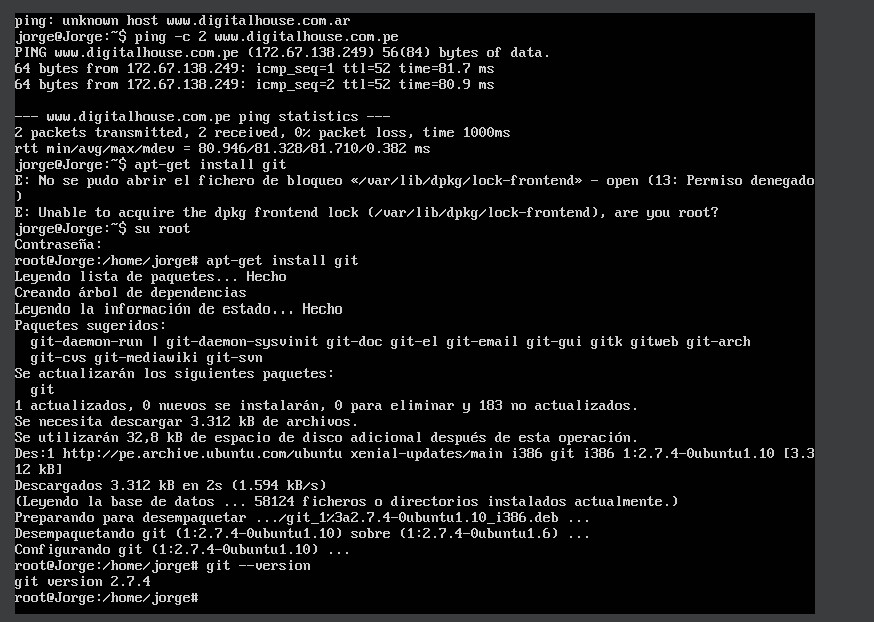 ping: unknown host www.digitalhouse.com.ar
jorge@Jorge:~$ ping -c 2 www.digitalhouse.com.pe
PING www.digitalhouse.com.pe (172.67.138.249) 56(84) bytes of data.
64 bytes from 172.67.138.249: icmp_seq=1 ttl=52 time=81.7 ms
64 bytes from 172.67.138.249: icmp_seq=2 ttl=52 time=80.9 ms
--- www.digitalhouse.com.pe ping statistics ---
2 packets transmitted, 2 received, 0% packet loss, time 1000ms
rtt min/avg/max/mdev = 80.946/81.328/81.710/0.382 ms
jorge@Jorge:~$ apt-get install git
E: No se pudo abrir el fichero de bloqueo «/var/lib/dpkg/lock-frontend» - open (13: Permiso denegado
)
E: Unable to acquire the dpkg frontend lock (/var/lib/dpkg/lock-frontend), are you root?
jorge@Jorge:~$ su root
Contraseña:
root@Jorge:/home/jorge# apt-get install git
Leyendo lista de paquetes... Hecho
Creando árbol de dependencias
Leyendo la información de estado... Hecho
Paquetes sugeridos:
  git-daemon-run | git-daemon-sysvinit git-doc git-el git-email git-gui gitk gitweb git-arch
  git-cvs git-mediawiki git-svn
Se actualizarán los siguientes paquetes:
  git
1 actualizados, 0 nuevos se instalarán, 0 para eliminar y 183 no actualizados.
Se necesita descargar 3.312 kB de archivos.
Se utilizarán 32,8 kB de espacio de disco adicional después de esta operación.
Des:1 http://pe.archive.ubuntu.com/ubuntu xenial-updates/main i386 git i386 1:2.7.4-0ubuntu1.10 [3.3
12 kB]
Descargados 3.312 kB en 2s (1.594 kB/s)
(Leyendo la base de datos ... 58124 ficheros o directorios instalados actualmente.)
Preparando para desempaquetar .../git_1%3a2.7.4-0ubuntu1.10_i386.deb ...
Desempaquetando git (1:2.7.4-0ubuntu1.10) sobre (1:2.7.4-0ubuntu1.6) ...
Configurando git (1:2.7.4-0ubuntu1.10) ...
root@Jorge:/home/jorge# git --version
git version 2.7.4
root@Jorge:/home/jorge#